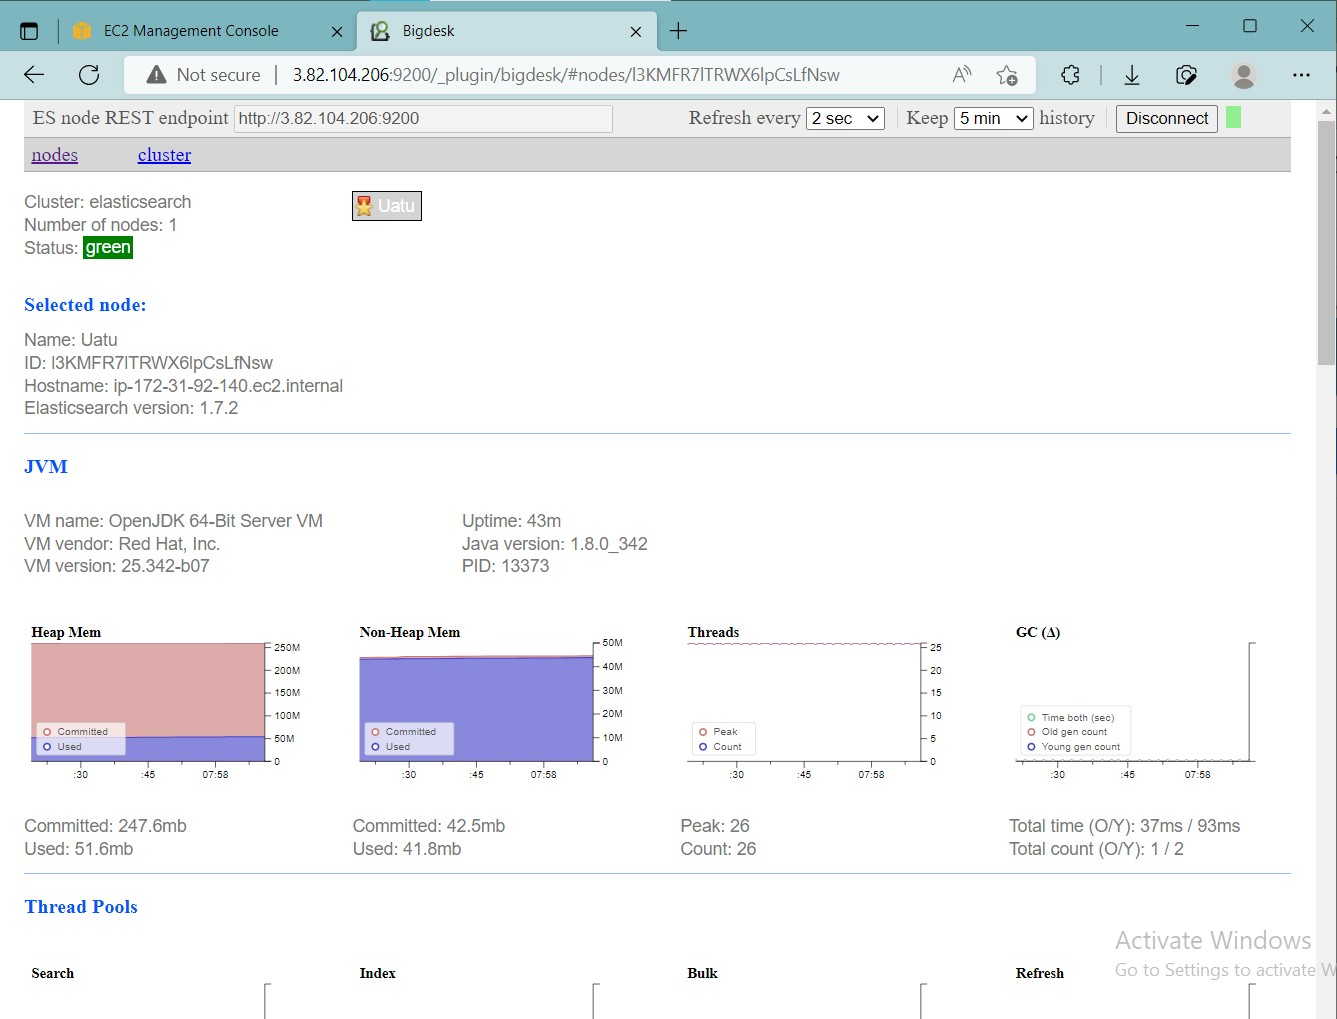 EC2 Management Console
Bigdesk
Not secure
3.82.104.206:9200/_plugin/bigdesk/#nodes/l3KMFR7lTRWX6lpCsLfNsw
ES node REST endpoint http://3.82.104.206:9200 Refresh every 2 sec Keep 5 min history Disconnect
nodes cluster
Cluster: elasticsearch
Number of nodes: 1
Status: green
Uatu
Selected node:
Name: Uatu
ID: l3KMFR7lTRWX6lpCsLfNsw
Hostname: ip-172-31-92-140.ec2.internal
Elasticsearch version: 1.7.2
JVM
VM name: OpenJDK 64-Bit Server VM
VM vendor: Red Hat, Inc.
VM version: 25.342-b07
Uptime: 43m
Java version: 1.8.0_342
PID: 13373
Heap Mem
250M
200M
150M
100M
50M
0
Committed
Used
:30 :45 07:58
Committed: 247.6mb
Used: 51.6mb
Non-Heap Mem
50M
40M
30M
20M
10M
0
Committed
Used
:30 :45 07:58
Committed: 42.5mb
Used: 41.8mb
Threads
25
20
15
10
5
0
Peak
Count
:30 :45 07:58
Peak: 26
Count: 26
GC (Δ)
Time both (sec)
Old gen count
Young gen count
:30 :45 07:58
Total time (O/Y): 37ms / 93ms
Total count (O/Y): 1 / 2
Thread Pools
Search Index Bulk Refresh
Activate Windows
Go to Settings to activate W